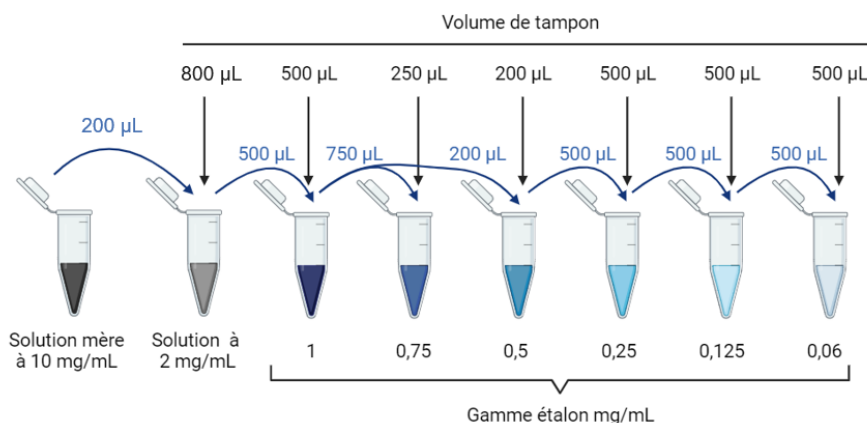 Volume de tampon
800 µL 500 µL 250 µL 200 µL 500 µL 500 µL 500 µL
200 µL
500 µL 750 µL 200 µL 500 µL 500 µL 500 µL
Solution mère
à 10 mg/mL
Solution à
2 mg/mL
1 0,75 0,5 0,25 0,125 0,06
Gamme étalon mg/mL